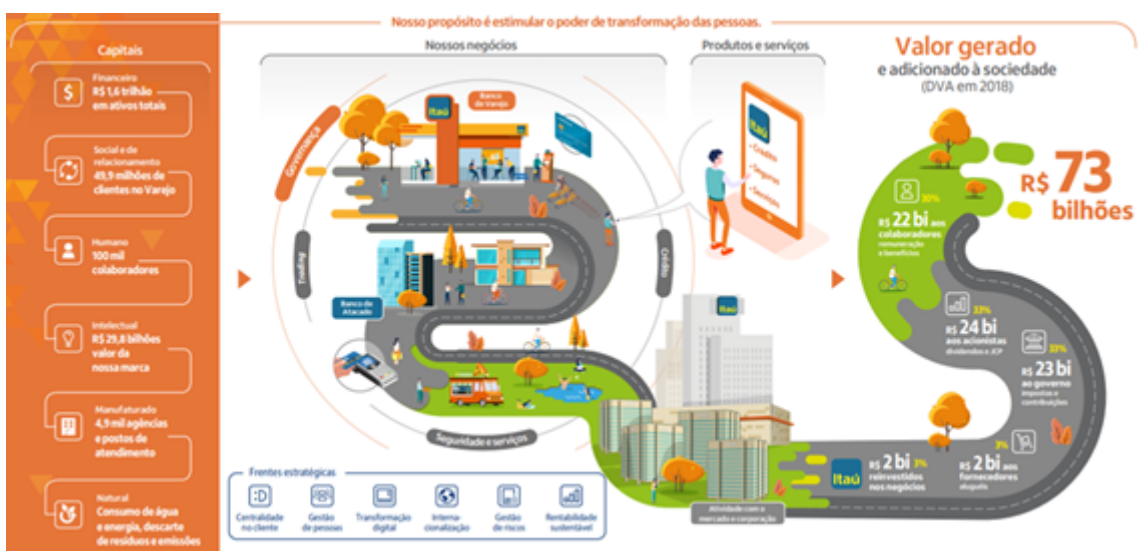 Nosso propósito é estimular o poder de transformação das pessoas.
Capitais
Financeiro
R$ 1,6 trilhão
em ativos totais
Social e de
relacionamento
49,9 milhões de
clientes no Varejo
Humano
100 mil
colaboradores
Intelectual
R$ 29,8 bilhões
valor da
nossa marca
Manufaturado
4,9 mil agências
e postos de
atendimento
Natural
Consumo de água
e energia, descarte
de resíduos e emissões
Nossos negócios
Governança
Itaú
Banco
de Varejo
Trading
Crédito
Banco de
Atacado
Seguridade e serviços
Frentes estratégicas
:D
Centralidade
no cliente
Gestão
de pessoas
Transformação
digital
Interna-
cionalização
Gestão
de riscos
Rentabilidade
sustentável
Produtos e serviços
Itaú
• Crédito
• Seguros
• Serviços
Itaú
Atividade com o
mercado e corporação
Valor gerado
e adicionado à sociedade
(DVA em 2018)
R$ 73
bilhões
30%
R$ 22 bi aos
colaboradores
remuneração
e benefícios
33%
R$ 24 bi
aos acionistas
dividendos e JCP
R$ 23 bi
ao governo
impostos e
contribuições
3%
R$ 2 bi aos
fornecedores
aluguéis
Itaú
R$ 2 bi 3%
reinvestidos
nos negócios